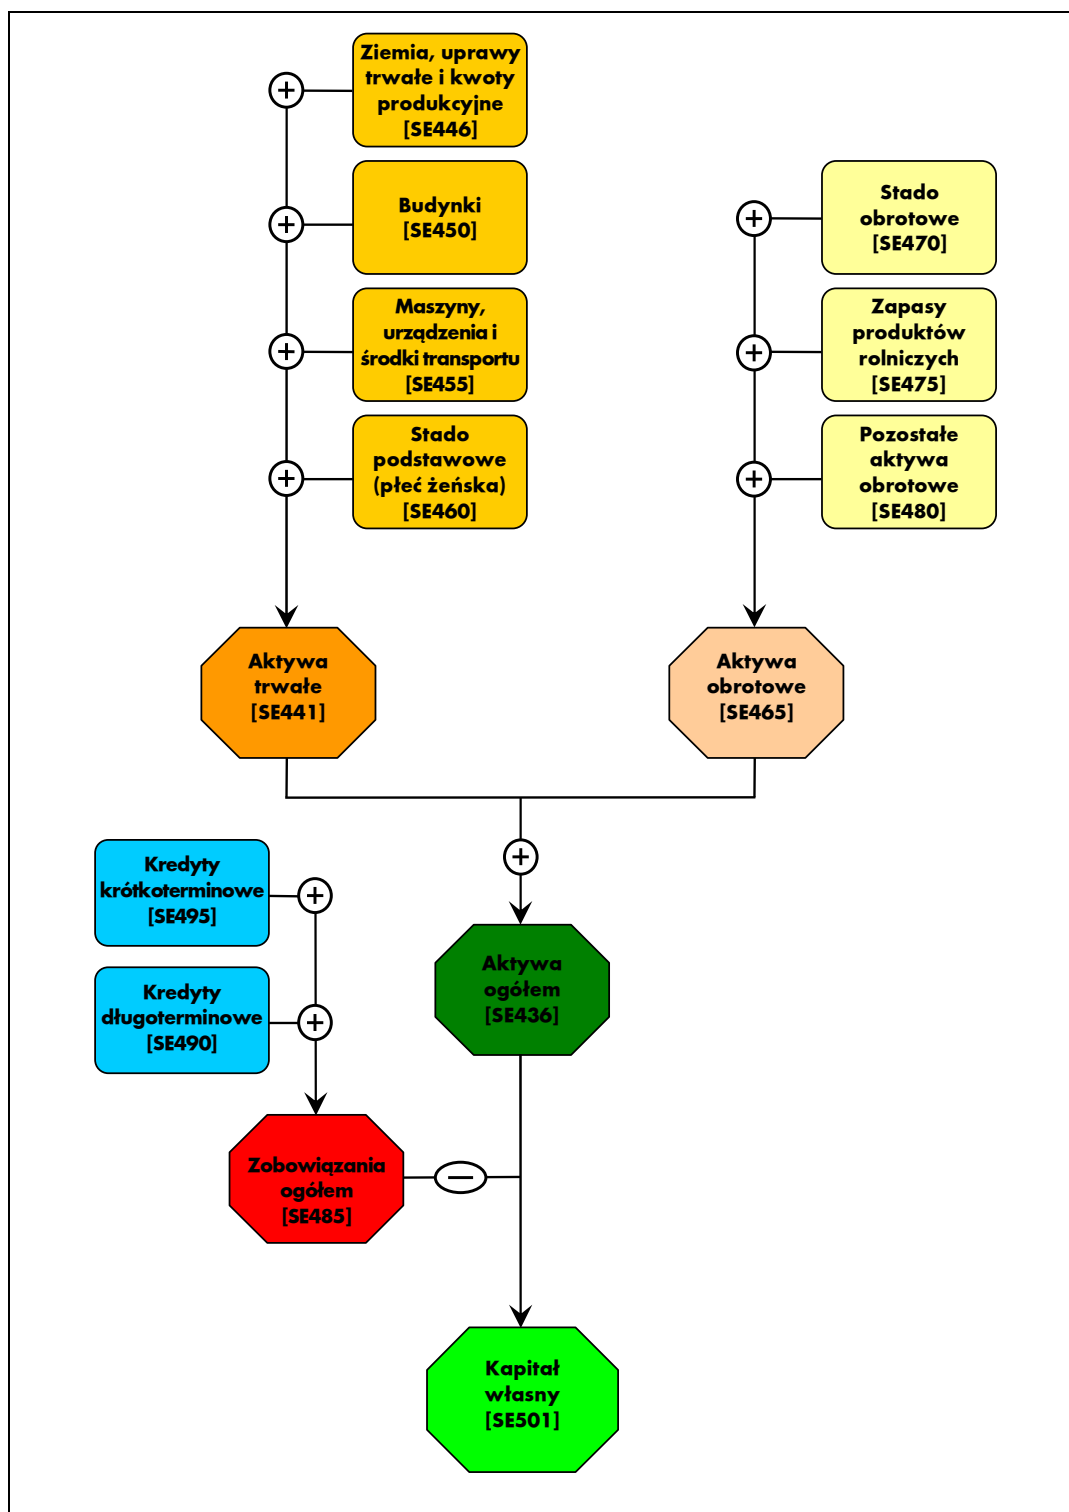 Ziemia, uprawy
trwałe i kwoty
produkcyjne
[SE446]
Budynki
[SE450]
Maszyny,
urządzenia i
środki transportu
[SE455]
Stado
podstawowe
(płeć żeńska)
[SE460]
Stado
obrotowe
[SE470]
Zapasy
produktów
rolniczych
[SE475]
Pozostałe
aktywa
obrotowe
[SE480]
Aktywa
trwałe
[SE441]
Aktywa
obrotowe
[SE465]
Kredyty
krótkoterminowe
[SE495]
Kredyty
długoterminowe
[SE490]
Aktywa
ogółem
[SE436]
Zobowiązania
ogółem
[SE485]
Kapitał
własny
[SE501]